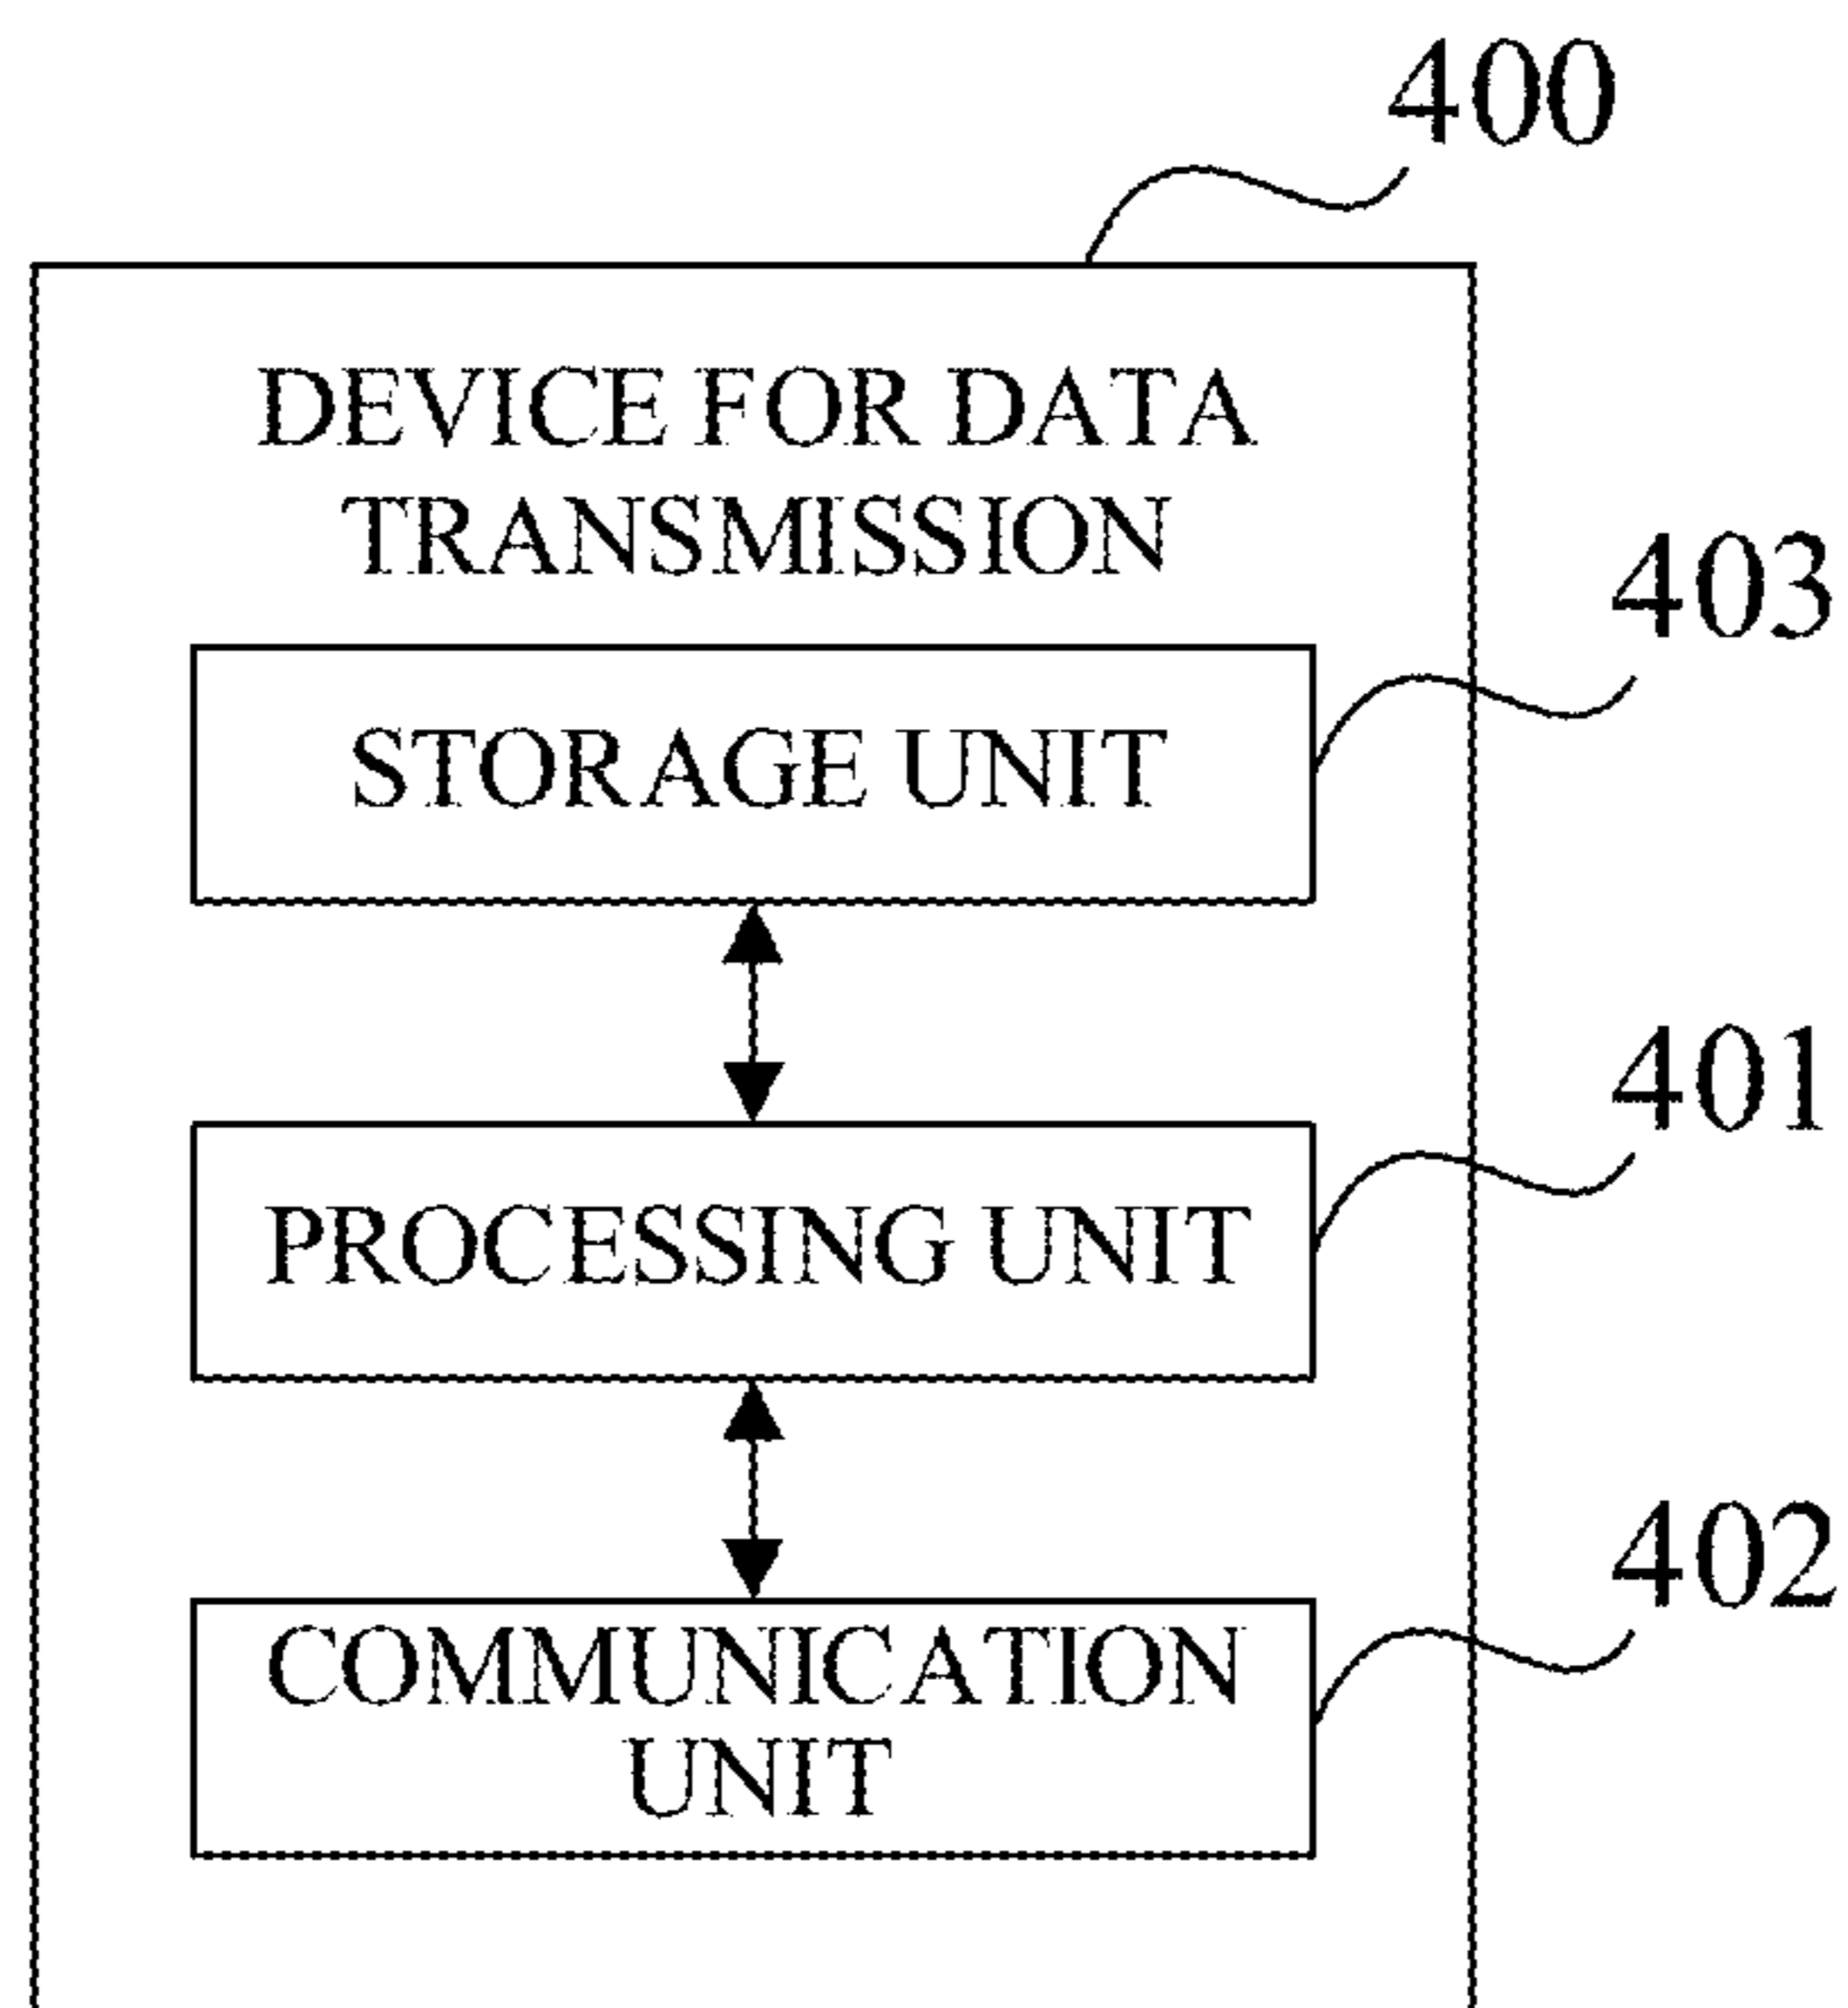 400
DEVICE FOR DATA
TRANSMISSION
403
STORAGE UNIT
401
PROCESSING UNIT
402
COMMUNICATION
UNIT